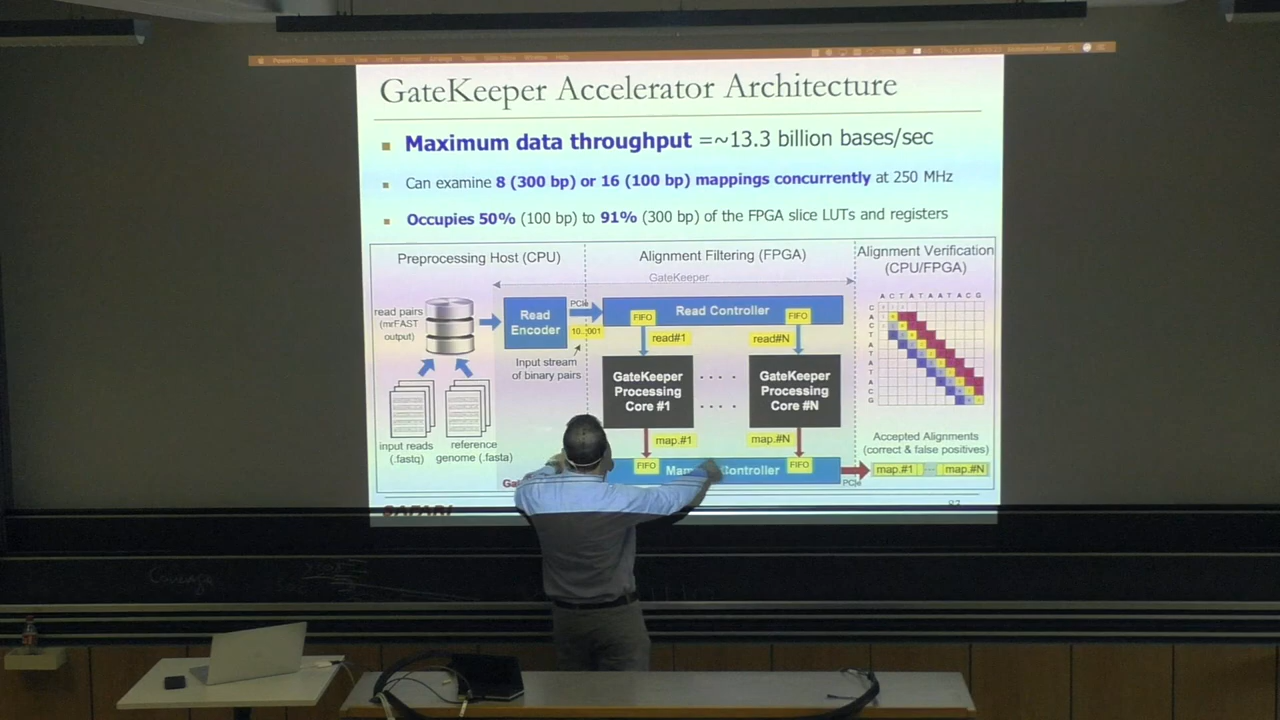 PowerPoint
GateKeeper Accelerator Architecture
Maximum data throughput =~13.3 billion bases/sec
Can examine 8 (300 bp) or 16 (100 bp) mappings concurrently at 250 MHz
Occupies 50% (100 bp) to 91% (300 bp) of the FPGA slice LUTs and registers
Preprocessing Host (CPU)
Alignment Filtering (FPGA)
Alignment Verification
(CPU/FPGA)
GateKeeper
read pairs
(mrFAST
output)
Read
Encoder
PCIe
10..001
Input stream
of binary pairs
input reads
(.fastq)
reference
genome (.fasta)
Read Controller
FIFO
FIFO
read#1
read#N
GateKeeper
Processing
Core #1
. . . .
. . . .
GateKeeper
Processing
Core #N
map.#1
map.#N
FIFO
Controller
FIFO
PCIe
A C T A T A A T A C G
C
A
C
T
A
T
A
A
C
G
Accepted Alignments
(correct & false positives)
map.#1
....
map.#N
SAFARI
Coverage